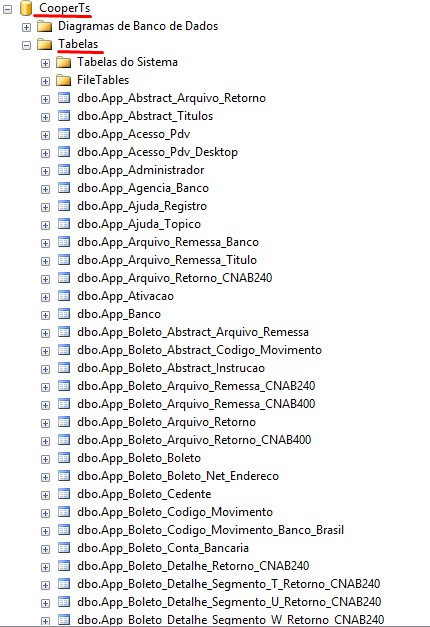 CooperTs
Diagramas de Banco de Dados
Tabelas
Tabelas do Sistema
FileTables
dbo.App_Abstract_Arquivo_Retorno
dbo.App_Abstract_Titulos
dbo.App_Acesso_Pdv
dbo.App_Acesso_Pdv_Desktop
dbo.App_Administrador
dbo.App_Agencia_Banco
dbo.App_Ajuda_Registro
dbo.App_Ajuda_Topico
dbo.App_Arquivo_Remessa_Banco
dbo.App_Arquivo_Remessa_Titulo
dbo.App_Arquivo_Retorno_CNAB240
dbo.App_Ativacao
dbo.App_Banco
dbo.App_Boleto_Abstract_Arquivo_Remessa
dbo.App_Boleto_Abstract_Codigo_Movimento
dbo.App_Boleto_Abstract_Instrucao
dbo.App_Boleto_Arquivo_Remessa_CNAB240
dbo.App_Boleto_Arquivo_Remessa_CNAB400
dbo.App_Boleto_Arquivo_Retorno
dbo.App_Boleto_Arquivo_Retorno_CNAB400
dbo.App_Boleto_Boleto
dbo.App_Boleto_Boleto_Net_Endereco
dbo.App_Boleto_Cedente
dbo.App_Boleto_Codigo_Movimento
dbo.App_Boleto_Codigo_Movimento_Banco_Brasil
dbo.App_Boleto_Conta_Bancaria
dbo.App_Boleto_Detalhe_Retorno_CNAB240
dbo.App_Boleto_Detalhe_Segmento_T_Retorno_CNAB240
dbo.App_Boleto_Detalhe_Segmento_U_Retorno_CNAB240
dbo.App_Boleto_Detalhe_Segmento_W_Retorno_CNAB240